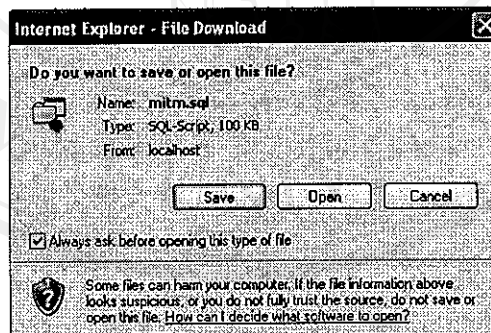 Internet Explorer - File Download
Do you want to save or open this file?
Name: mitm.sql
Type: SQL-Script, 100 KB
From: localhost
Save Open Cancel
Always ask before opening this type of file
Some files can harm your computer. If the file information above
looks suspicious, or you do not fully trust the source, do not save or
open this file. How can I decide what software to open?